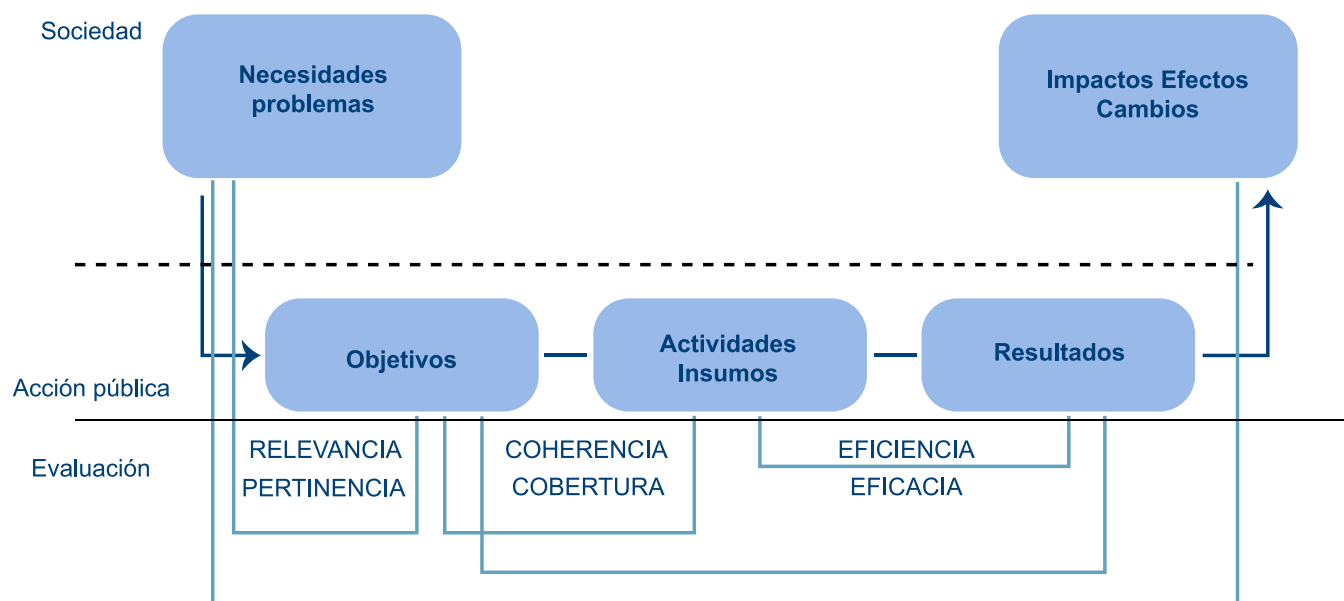 Sociedad
Necesidades
problemas
Impactos Efectos
Cambios
Objetivos
Actividades
Insumos
Resultados
Acción pública
Evaluación
RELEVANCIA
PERTINENCIA
COHERENCIA
COBERTURA
EFICIENCIA
EFICACIA